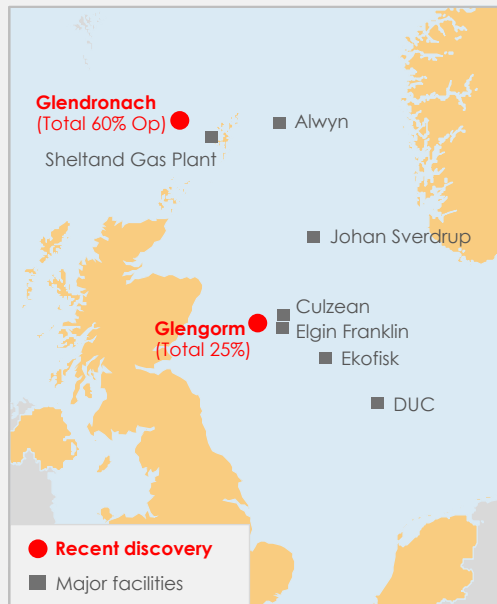 Glendronach
(Total 60% Op)
Alwyn
Sheltand Gas Plant
Johan Sverdrup
Culzean
Glengorm
Elgin Franklin
(Total 25%)
Ekofisk
DUC
Recent discovery
Major facilities